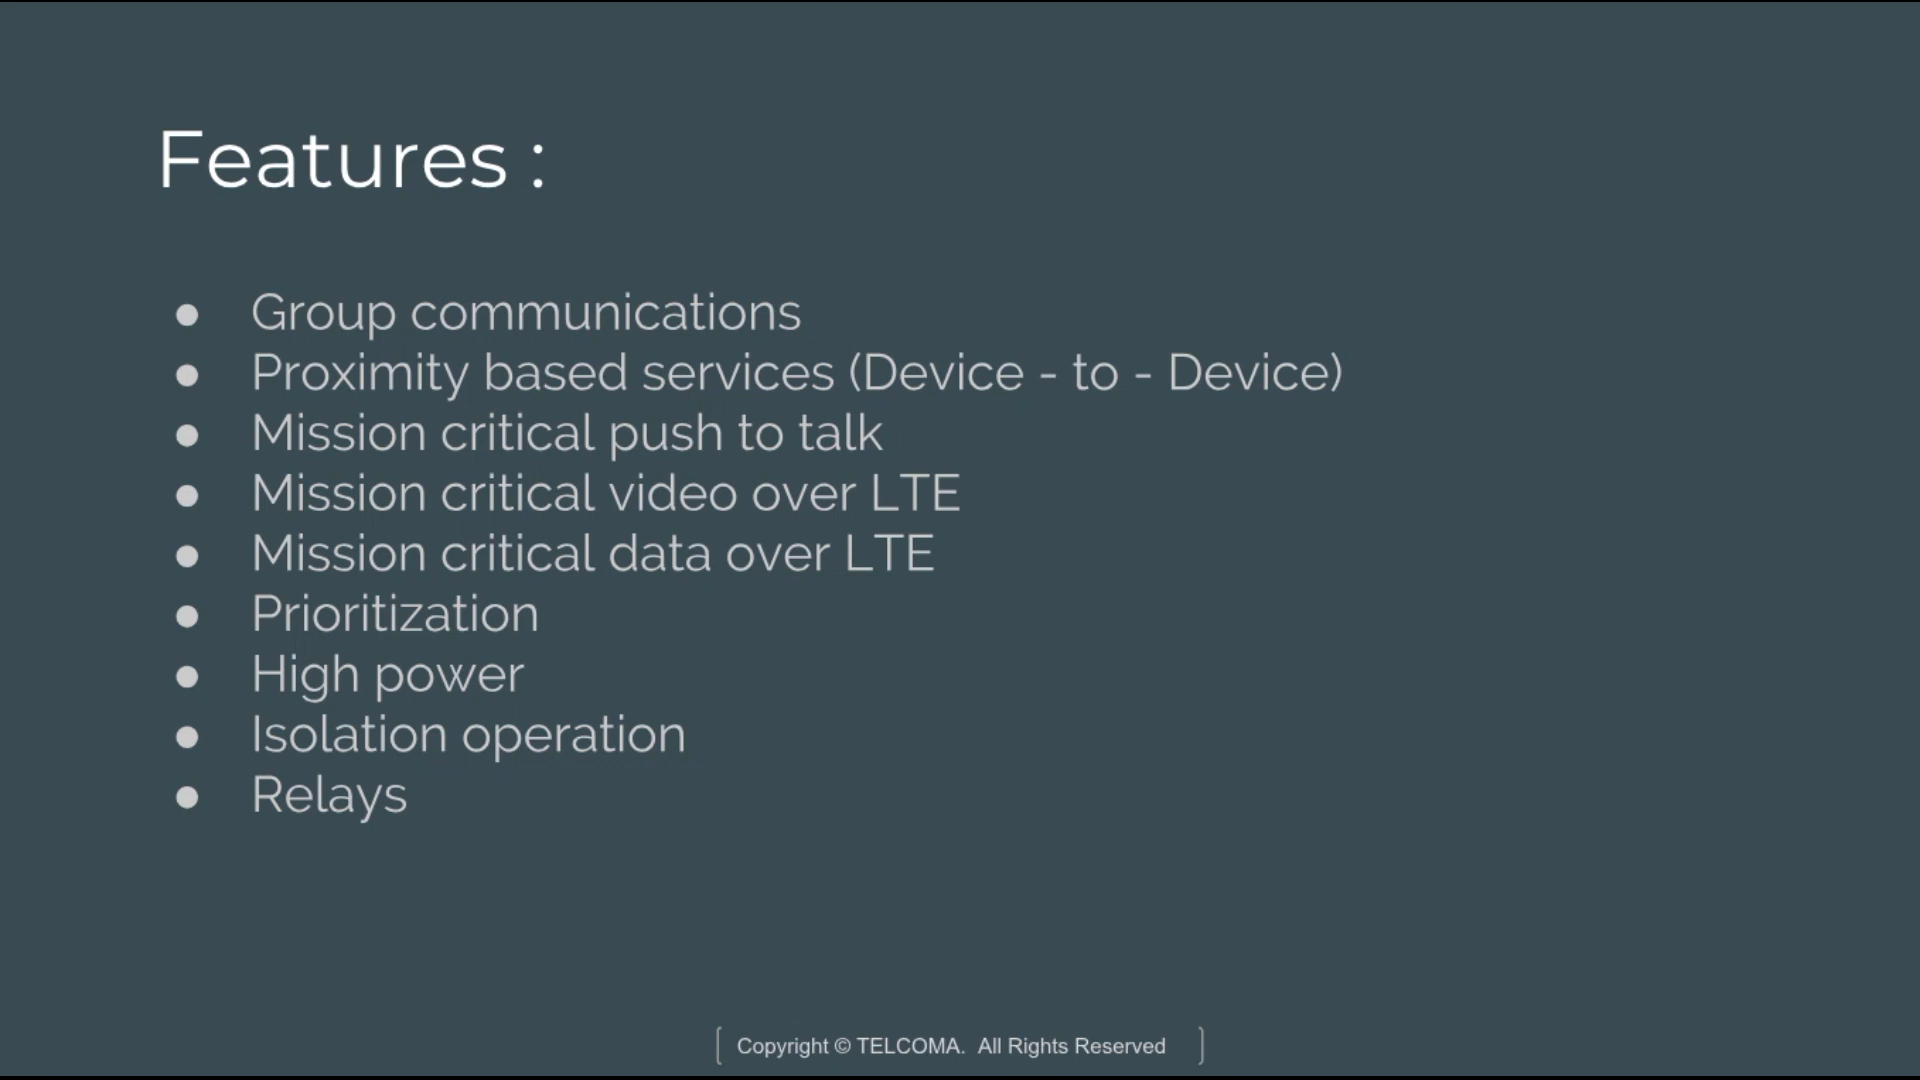 Features :
● Group communications
● Proximity based services (Device - to - Device)
● Mission critical push to talk
● Mission critical video over LTE
● Mission critical data over LTE
● Prioritization
● High power
● Isolation operation
● Relays
[ Copyright © TELCOMA. All Rights Reserved ]